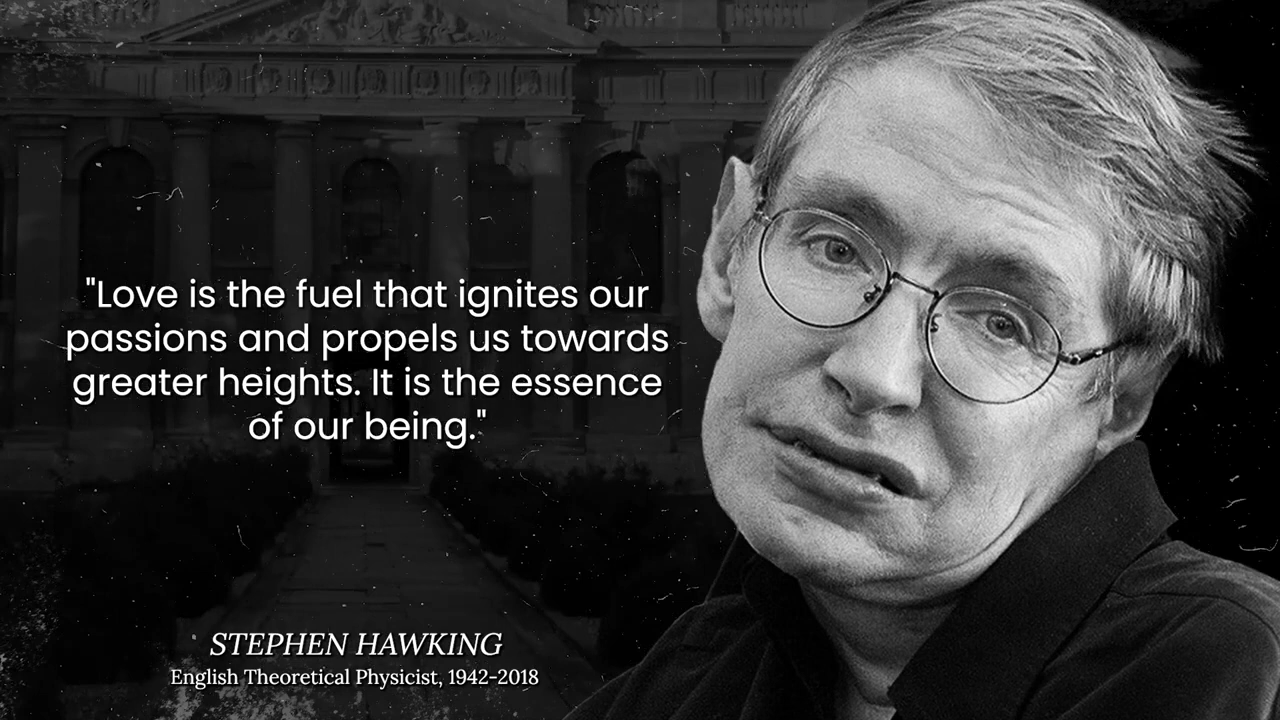 "Love is the fuel that ignites our
passions and propels us towards
greater heights. It is the essence
of our being."
STEPHEN HAWKING
English Theoretical Physicist, 1942-2018